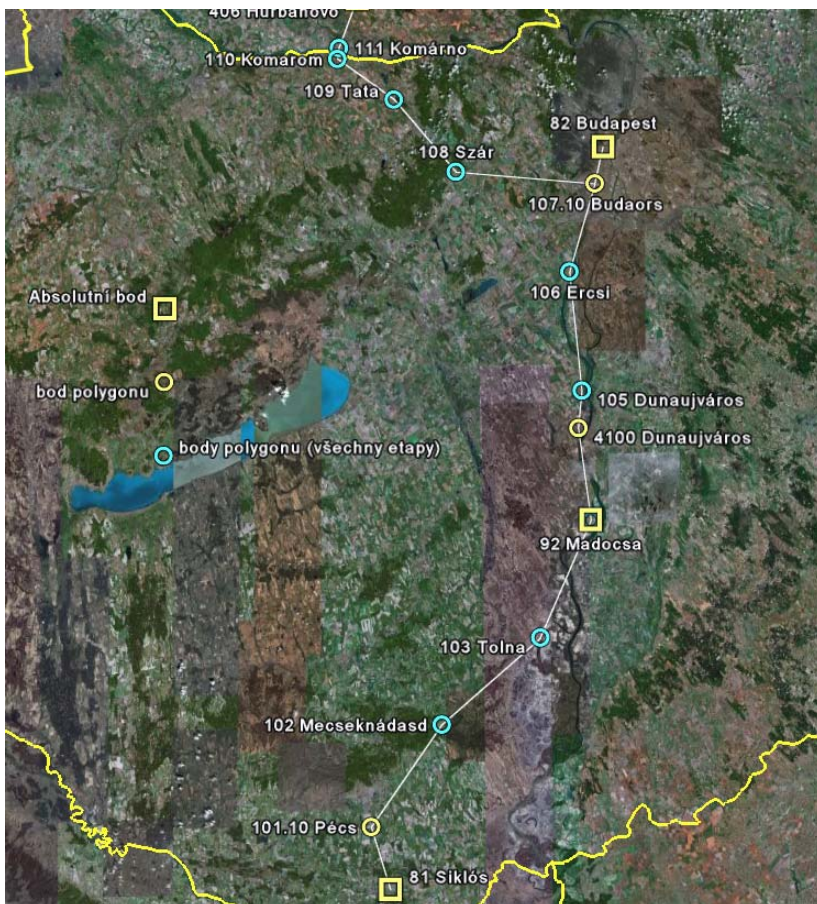 406 Hurbanovo
111 Komárno
110 Komarom
109 Tata
82 Budapest
108 Szár
107.10 Budaors
106 Ercsi
Absolutní bod
bod polygonu
105 Dunaujváros
4100 Dunaujváros
body polygonu (všechny etapy)
92 Madocsa
103 Tolna
102 Mecseknádasd
101.10 Pécs
81 Siklós